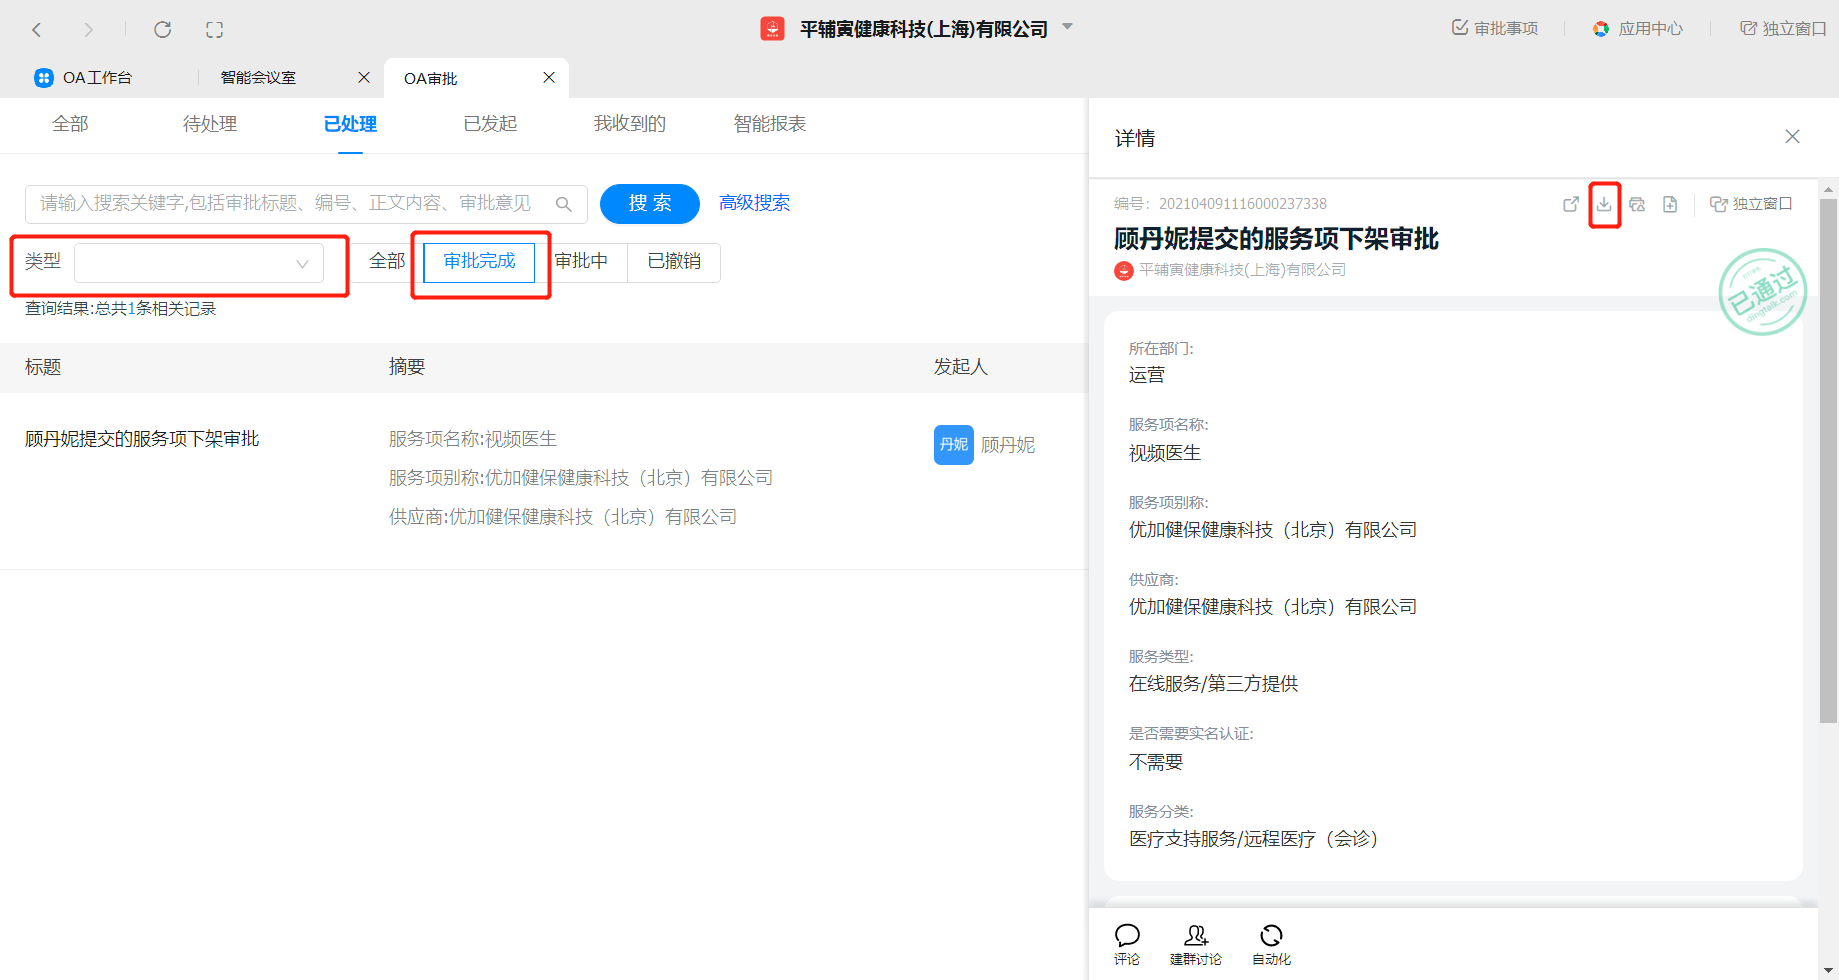 平辅寅健康科技(上海)有限公司
审批事项
应用中心
独立窗口
OA工作台
智能会议室
OA审批
全部
待处理
已处理
已发起
我收到的
智能报表
请输入搜索关键字,包括审批标题、编号、正文内容、审批意见
搜 索
高级搜索
类型
全部
审批完成
审批中
已撤销
查询结果:总共1条相关记录
标题
摘要
发起人
顾丹妮提交的服务项下架审批
服务项名称:视频医生
服务项别称:优加健保健康科技（北京）有限公司
供应商:优加健保健康科技（北京）有限公司
丹妮
顾丹妮
详情
编号: 202104091116000237338
独立窗口
顾丹妮提交的服务项下架审批
平辅寅健康科技(上海)有限公司
已通过
dingtalk.com
所在部门:
运营
服务项名称:
视频医生
服务项别称:
优加健保健康科技（北京）有限公司
供应商:
优加健保健康科技（北京）有限公司
服务类型:
在线服务/第三方提供
是否需要实名认证:
不需要
服务分类:
医疗支持服务/远程医疗（会诊）
评论
建群讨论
自动化